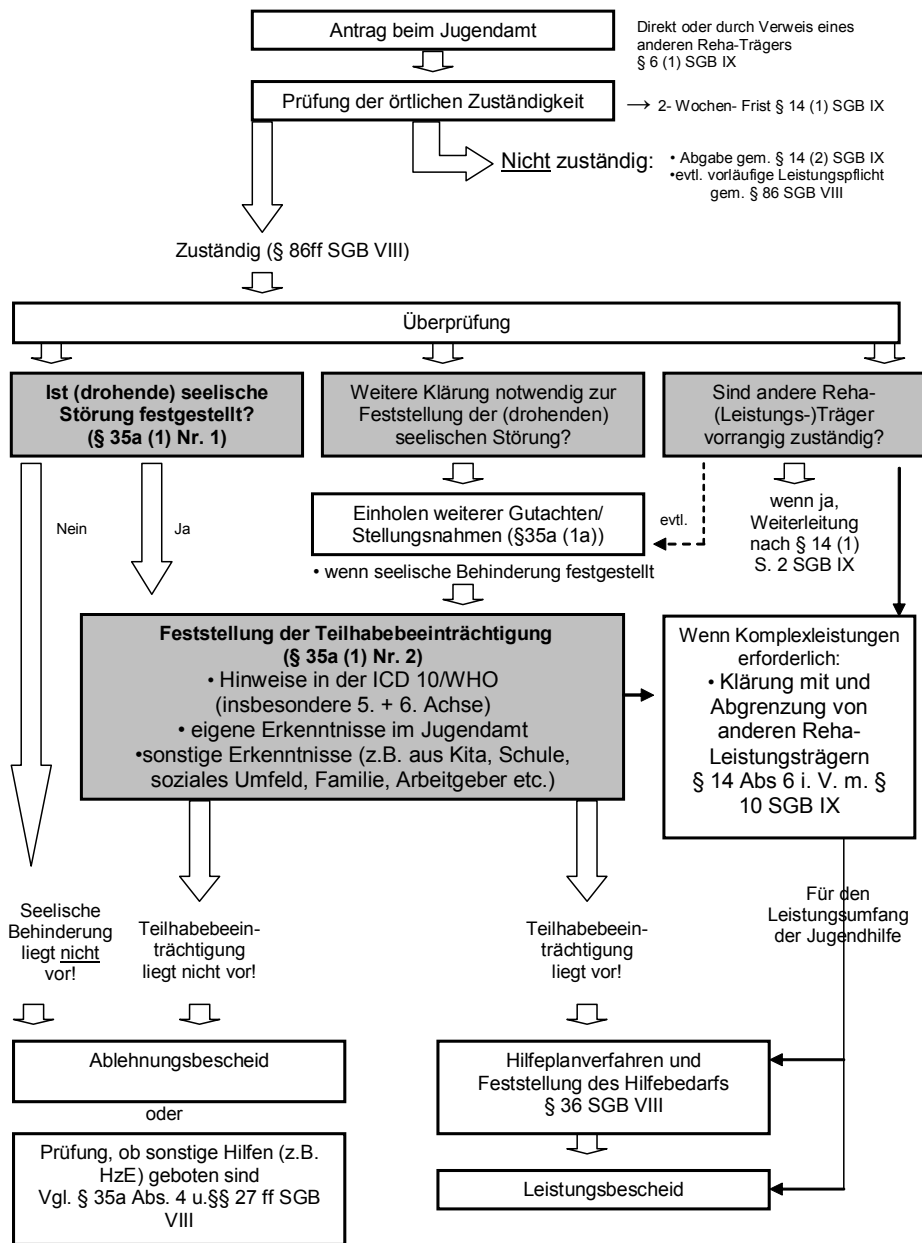 Antrag beim Jugendamt
Direkt oder durch Verweis eines
anderen Reha-Trägers
§ 6 (1) SGB IX
Prüfung der örtlichen Zuständigkeit
→ 2- Wochen- Frist § 14 (1) SGB IX
Nicht zuständig:
• Abgabe gem. § 14 (2) SGB IX
•evtl. vorläufige Leistungspflicht
gem. § 86 SGB VIII
Zuständig (§ 86ff SGB VIII)
Überprüfung
Ist (drohende) seelische
Störung festgestellt?
(§ 35a (1) Nr. 1)
Weitere Klärung notwendig zur
Feststellung der (drohenden)
seelischen Störung?
Sind andere Reha-
(Leistungs-)Träger
vorrangig zuständig?
Nein
Ja
Einholen weiterer Gutachten/
Stellungsnahmen (§35a (1a))
evtl.
wenn ja,
Weiterleitung
nach § 14 (1)
S. 2 SGB IX
• wenn seelische Behinderung festgestellt
Feststellung der Teilhabebeeinträchtigung
(§ 35a (1) Nr. 2)
• Hinweise in der ICD 10/WHO
(insbesondere 5. + 6. Achse)
• eigene Erkenntnisse im Jugendamt
•sonstige Erkenntnisse (z.B. aus Kita, Schule,
soziales Umfeld, Familie, Arbeitgeber etc.)
Wenn Komplexleistungen
erforderlich:
• Klärung mit und
Abgrenzung von
anderen Reha-
Leistungsträgern
§ 14 Abs 6 i. V. m. §
10 SGB IX
Seelische
Behinderung
liegt nicht
vor!
Teilhabebeein-
trächtigung
liegt nicht vor!
Teilhabebeein-
trächtigung
liegt vor!
Für den
Leistungsumfang
der Jugendhilfe
Ablehnungsbescheid
oder
Prüfung, ob sonstige Hilfen (z.B.
HzE) geboten sind
Vgl. § 35a Abs. 4 u.§§ 27 ff SGB
VIII
Hilfeplanverfahren und
Feststellung des Hilfebedarfs
§ 36 SGB VIII
Leistungsbescheid